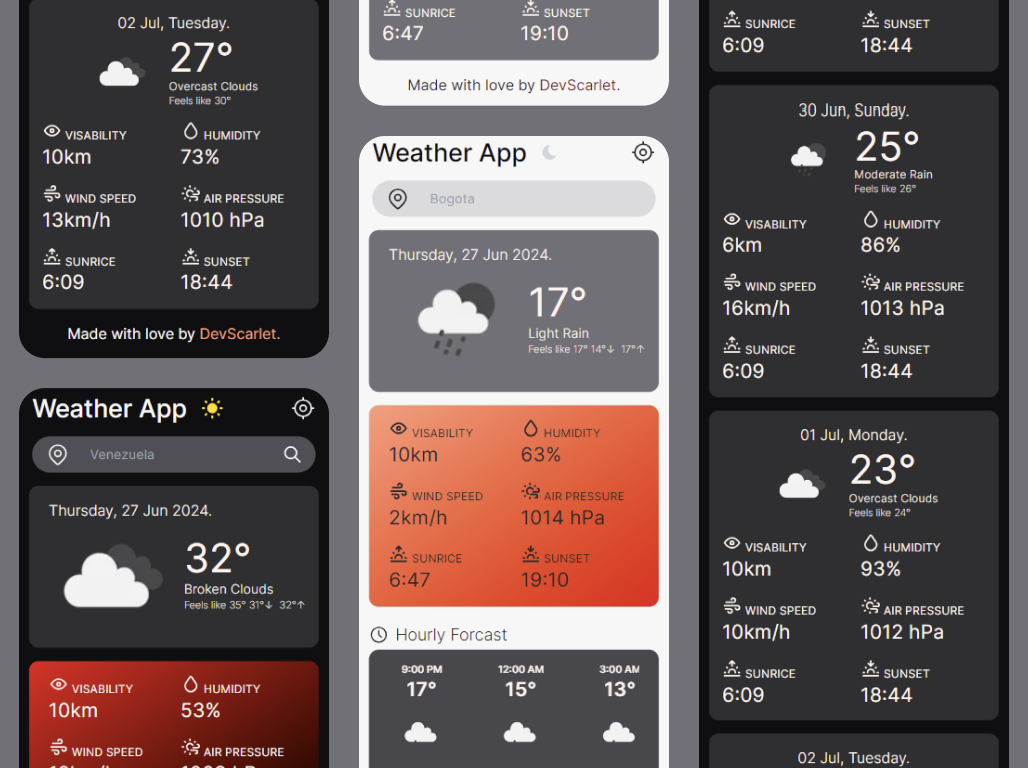 02 Jul, Tuesday.
27°
Overcast Clouds
Feels like 30°
VISABILITY HUMIDITY
10km 73%
WIND SPEED AIR PRESSURE
13km/h 1010 hPa
SUNRICE SUNSET
6:09 18:44
Made with love by DevScarlet.
Weather App
Venezuela
Thursday, 27 Jun 2024.
32°
Broken Clouds
Feels like 35° 31°↓ 32°↑
VISABILITY HUMIDITY
10km 53%
WIND SPEED AIR PRESSURE
SUNRICE SUNSET
6:47 19:10
Made with love by DevScarlet.
Weather App
Bogota
Thursday, 27 Jun 2024.
17°
Light Rain
Feels like 17° 14°↓ 17°↑
VISABILITY HUMIDITY
10km 63%
WIND SPEED AIR PRESSURE
2km/h 1014 hPa
SUNRICE SUNSET
6:47 19:10
Hourly Forcast
9:00 PM 12:00 AM 3:00 AM
17° 15° 13°
SUNRICE SUNSET
6:09 18:44
30 Jun, Sunday.
25°
Moderate Rain
Feels like 26°
VISABILITY HUMIDITY
6km 86%
WIND SPEED AIR PRESSURE
16km/h 1013 hPa
SUNRICE SUNSET
6:09 18:44
01 Jul, Monday.
23°
Overcast Clouds
Feels like 24°
VISABILITY HUMIDITY
10km 93%
WIND SPEED AIR PRESSURE
10km/h 1012 hPa
SUNRICE SUNSET
6:09 18:44
02 Jul, Tuesday.